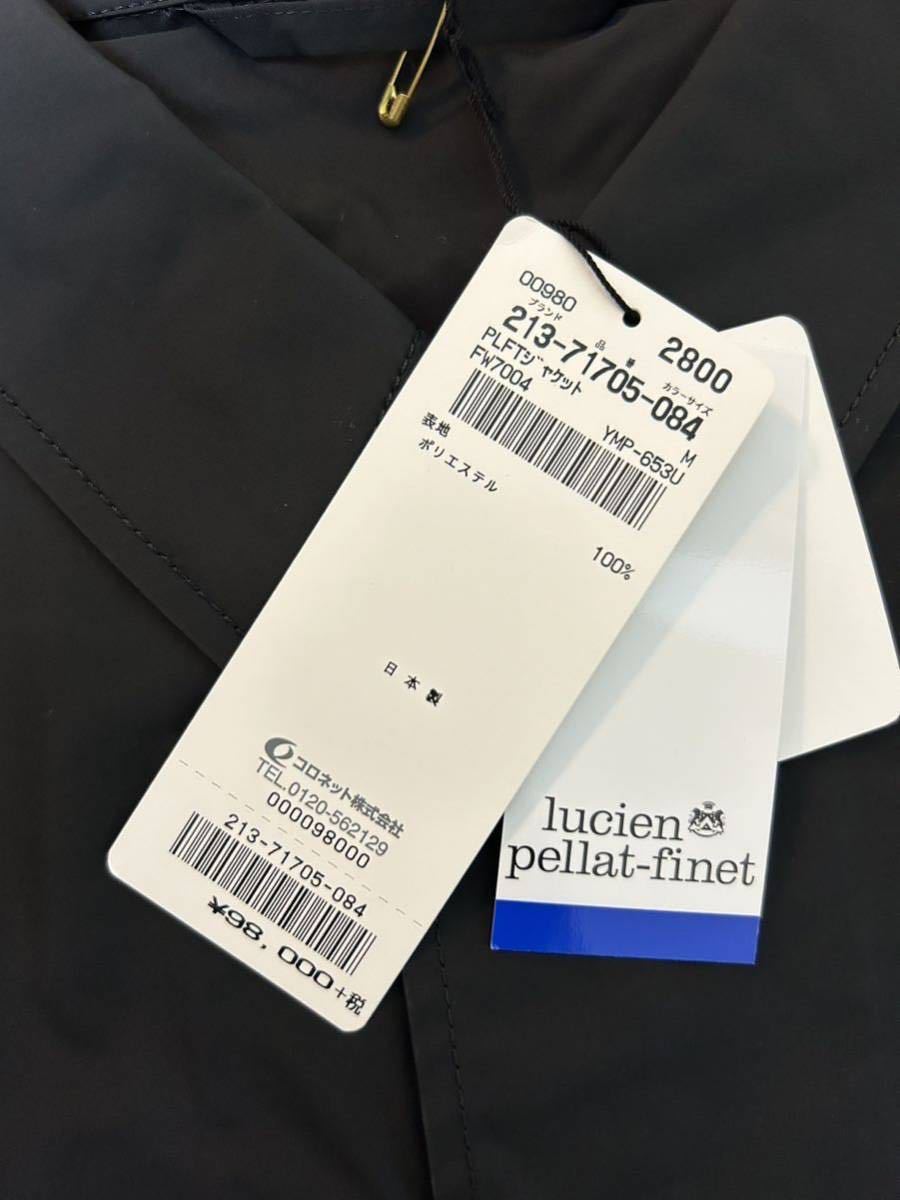 00980 2800
ブランド 品 番 カラーサイズ
213-71705-084
PLFTジャケット M
FW7004 YMP-653U
表地
ポリエステル 100%
日本製
コロネット株式会社
TEL.0120-562129
000098000
213-71705-084
¥98,000+税
lucien
pellat-finet